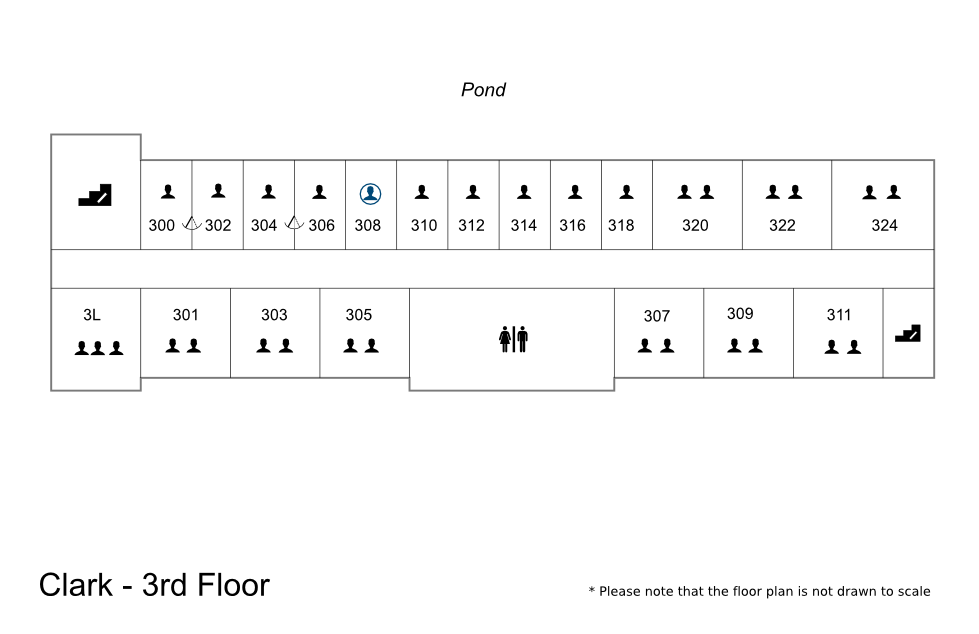 Pond
300 302 304 306 308 310 312 314 316 318 320 322 324
3L 301 303 305 307 309 311
Clark - 3rd Floor
* Please note that the floor plan is not drawn to scale